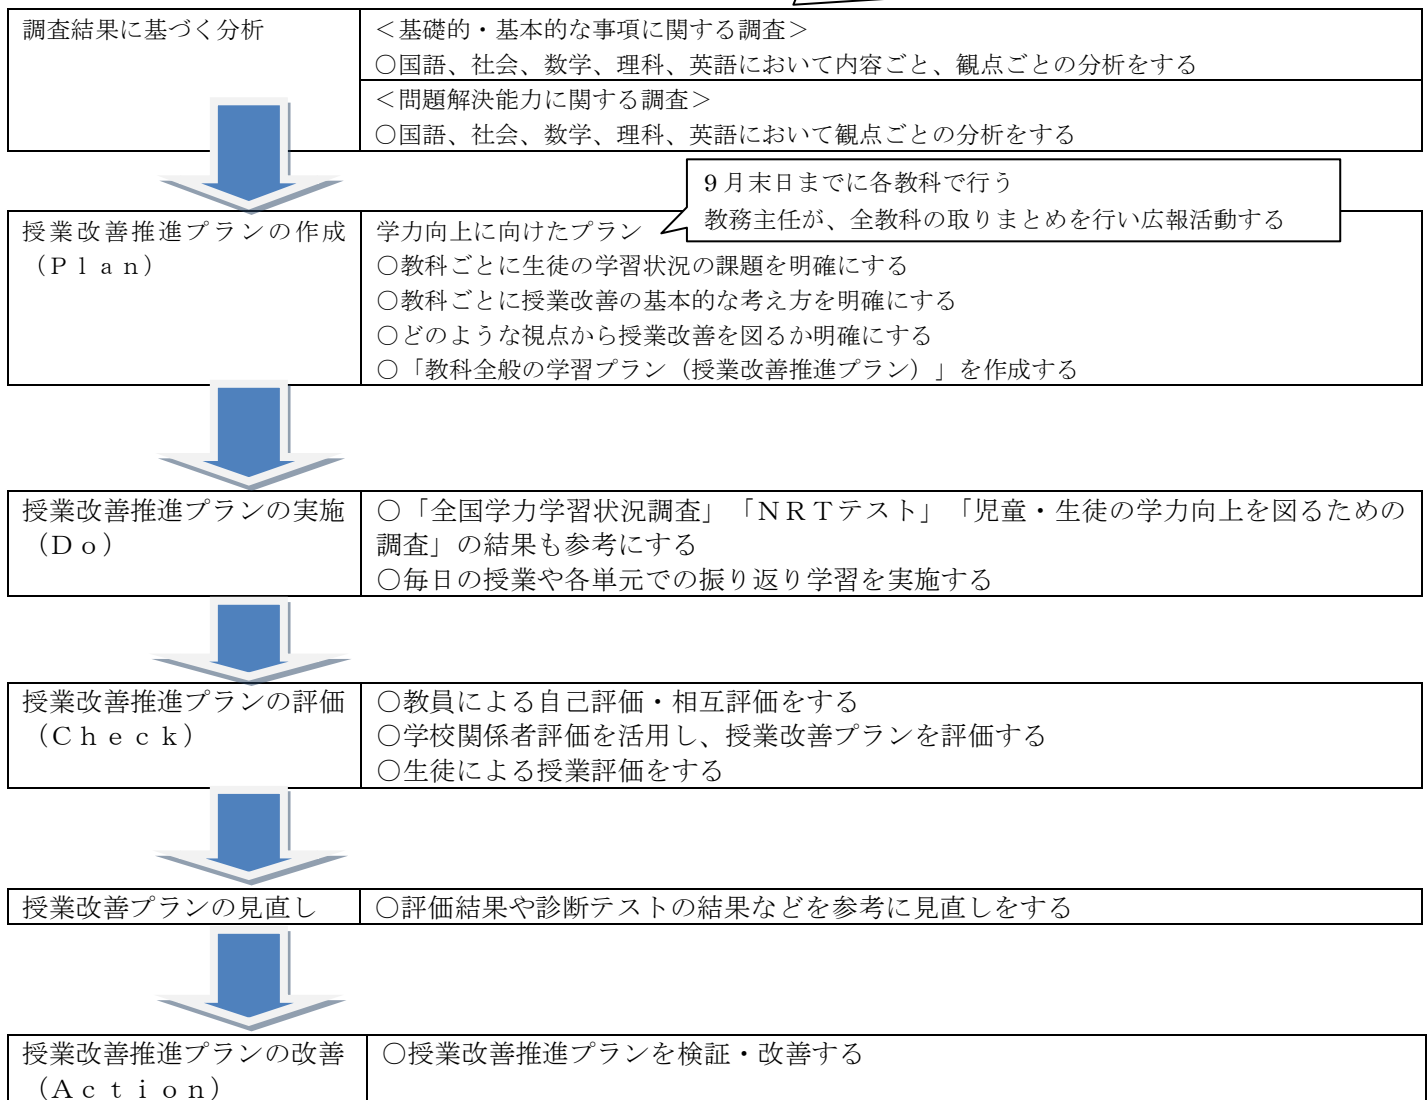 調査結果に基づく分析
＜基礎的・基本的な事項に関する調査＞
○国語、社会、数学、理科、英語において内容ごと、観点ごとの分析をする
＜問題解決能力に関する調査＞
○国語、社会、数学、理科、英語において観点ごとの分析をする
9月末日までに各教科で行う
教務主任が、全教科の取りまとめを行い広報活動する
授業改善推進プランの作成
（Ｐｌａｎ）
学力向上に向けたプラン
○教科ごとに生徒の学習状況の課題を明確にする
○教科ごとに授業改善の基本的な考え方を明確にする
○どのような視点から授業改善を図るか明確にする
○「教科全般の学習プラン（授業改善推進プラン）」を作成する
授業改善推進プランの実施
（Ｄｏ）
○「全国学力学習状況調査」「ＮＲＴテスト」「児童・生徒の学力向上を図るための
調査」の結果も参考にする
○毎日の授業や各単元での振り返り学習を実施する
授業改善推進プランの評価
（Ｃｈｅｃｋ）
○教員による自己評価・相互評価をする
○学校関係者評価を活用し、授業改善プランを評価する
○生徒による授業評価をする
授業改善プランの見直し
○評価結果や診断テストの結果などを参考に見直しをする
授業改善推進プランの改善
（Ａｃｔｉｏｎ）
○授業改善推進プランを検証・改善する